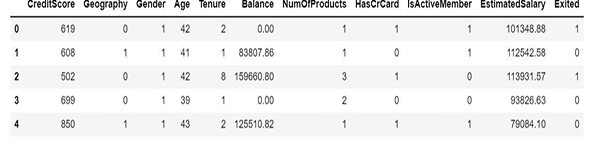 CreditScore Geography Gender Age Tenure Balance NumOfProducts HasCrCard IsActiveMember EstimatedSalary Exited
0 619 0 1 42 2 0.00 1 1 1 101348.88 1
1 608 1 1 41 1 83807.86 1 0 1 112542.58 0
2 502 0 1 42 8 159660.80 3 1 0 113931.57 1
3 699 0 1 39 1 0.00 2 0 0 93826.63 0
4 850 1 1 43 2 125510.82 1 1 1 79084.10 0